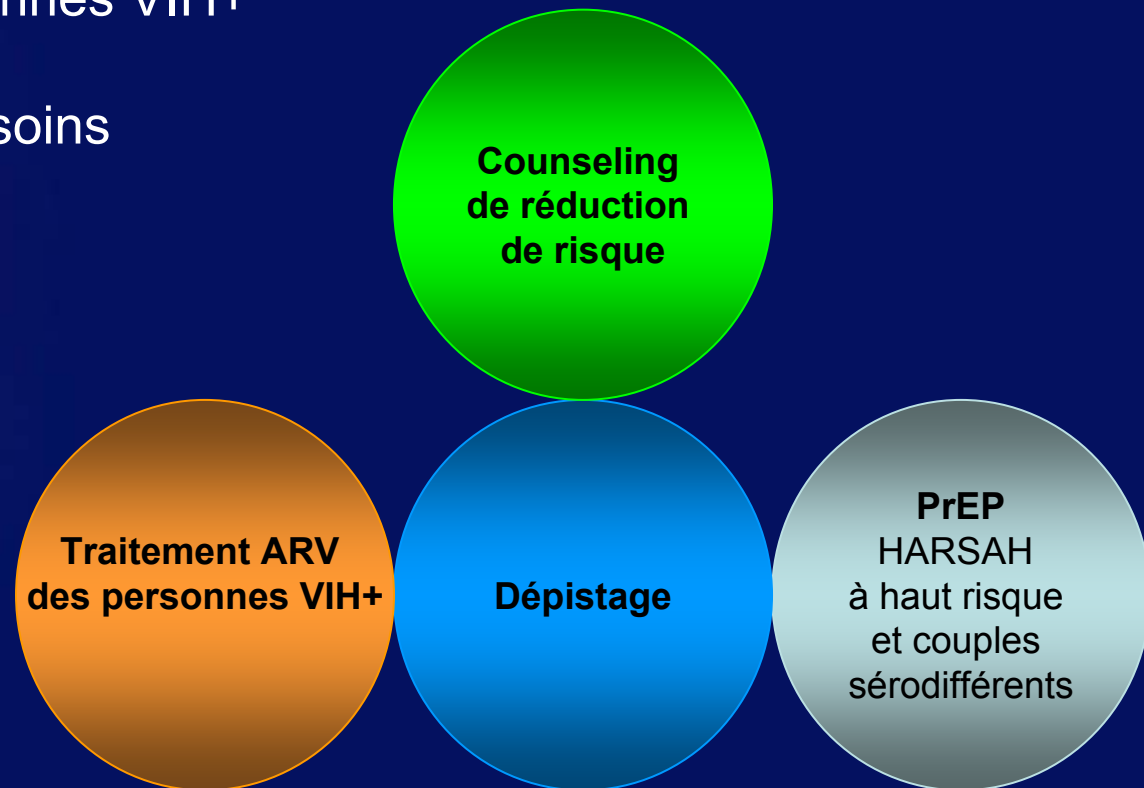 VIH+
soins
Counseling
de réduction
de risque
Traitement ARV
des personnes VIH+
Dépistage
PrEP
HARSAH
à haut risque
et couples
sérodifférents